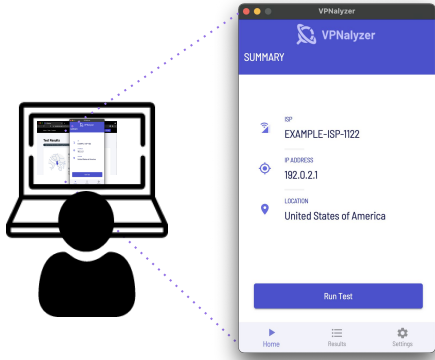 VPNalyzer
VPNalyzer
SUMMARY
ISP
EXAMPLE-ISP-1122
IP ADDRESS
192.0.2.1
LOCATION
United States of America
Run Test
Home
Results
Settings
Test Results